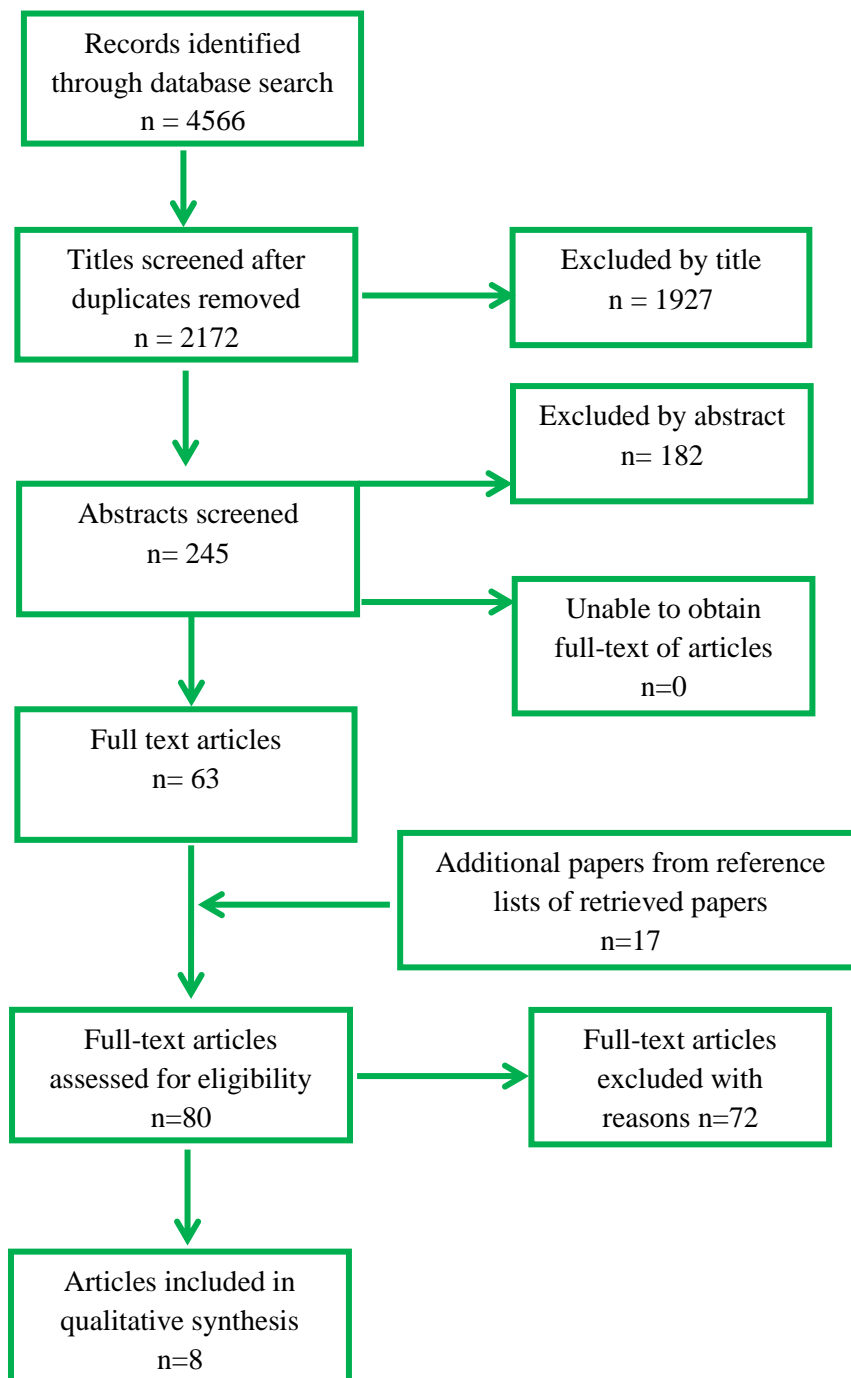 Records identified
through database search
n = 4566
Titles screened after
duplicates removed
n = 2172
Excluded by title
n = 1927
Excluded by abstract
n= 182
Abstracts screened
n= 245
Unable to obtain
full-text of articles
n=0
Full text articles
n= 63
Additional papers from reference
lists of retrieved papers
n=17
Full-text articles
assessed for eligibility
n=80
Full-text articles
excluded with
reasons n=72
Articles included in
qualitative synthesis
n=8